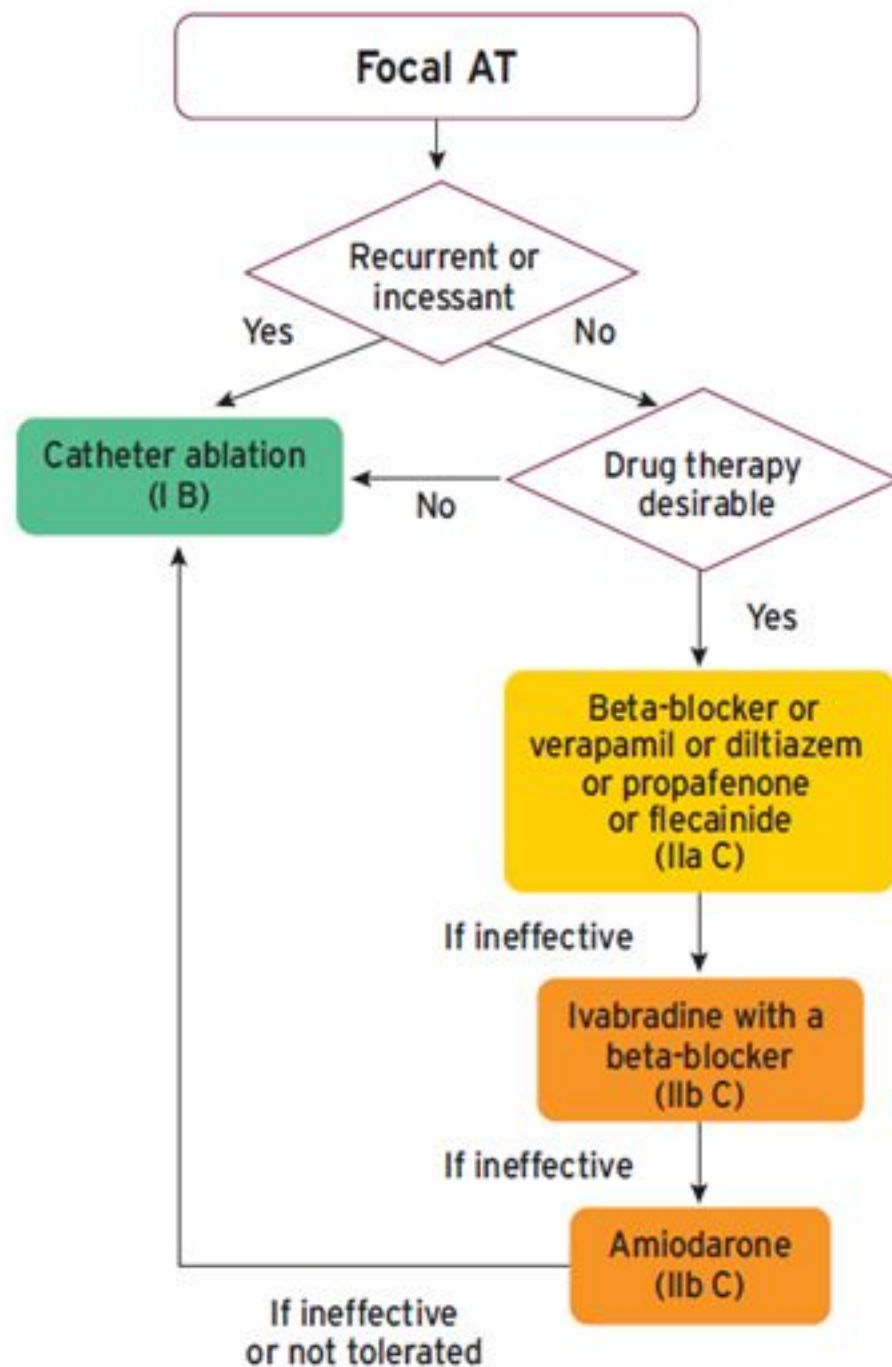 Focal AT
Recurrent or
incessant
Yes
No
Catheter ablation
(I B)
No
Drug therapy
desirable
Yes
Beta-blocker or
verapamil or diltiazem
or propafenone
or flecainide
(IIa C)
If ineffective
Ivabradine with a
beta-blocker
(IIb C)
If ineffective
Amiodarone
(IIb C)
If ineffective
or not tolerated